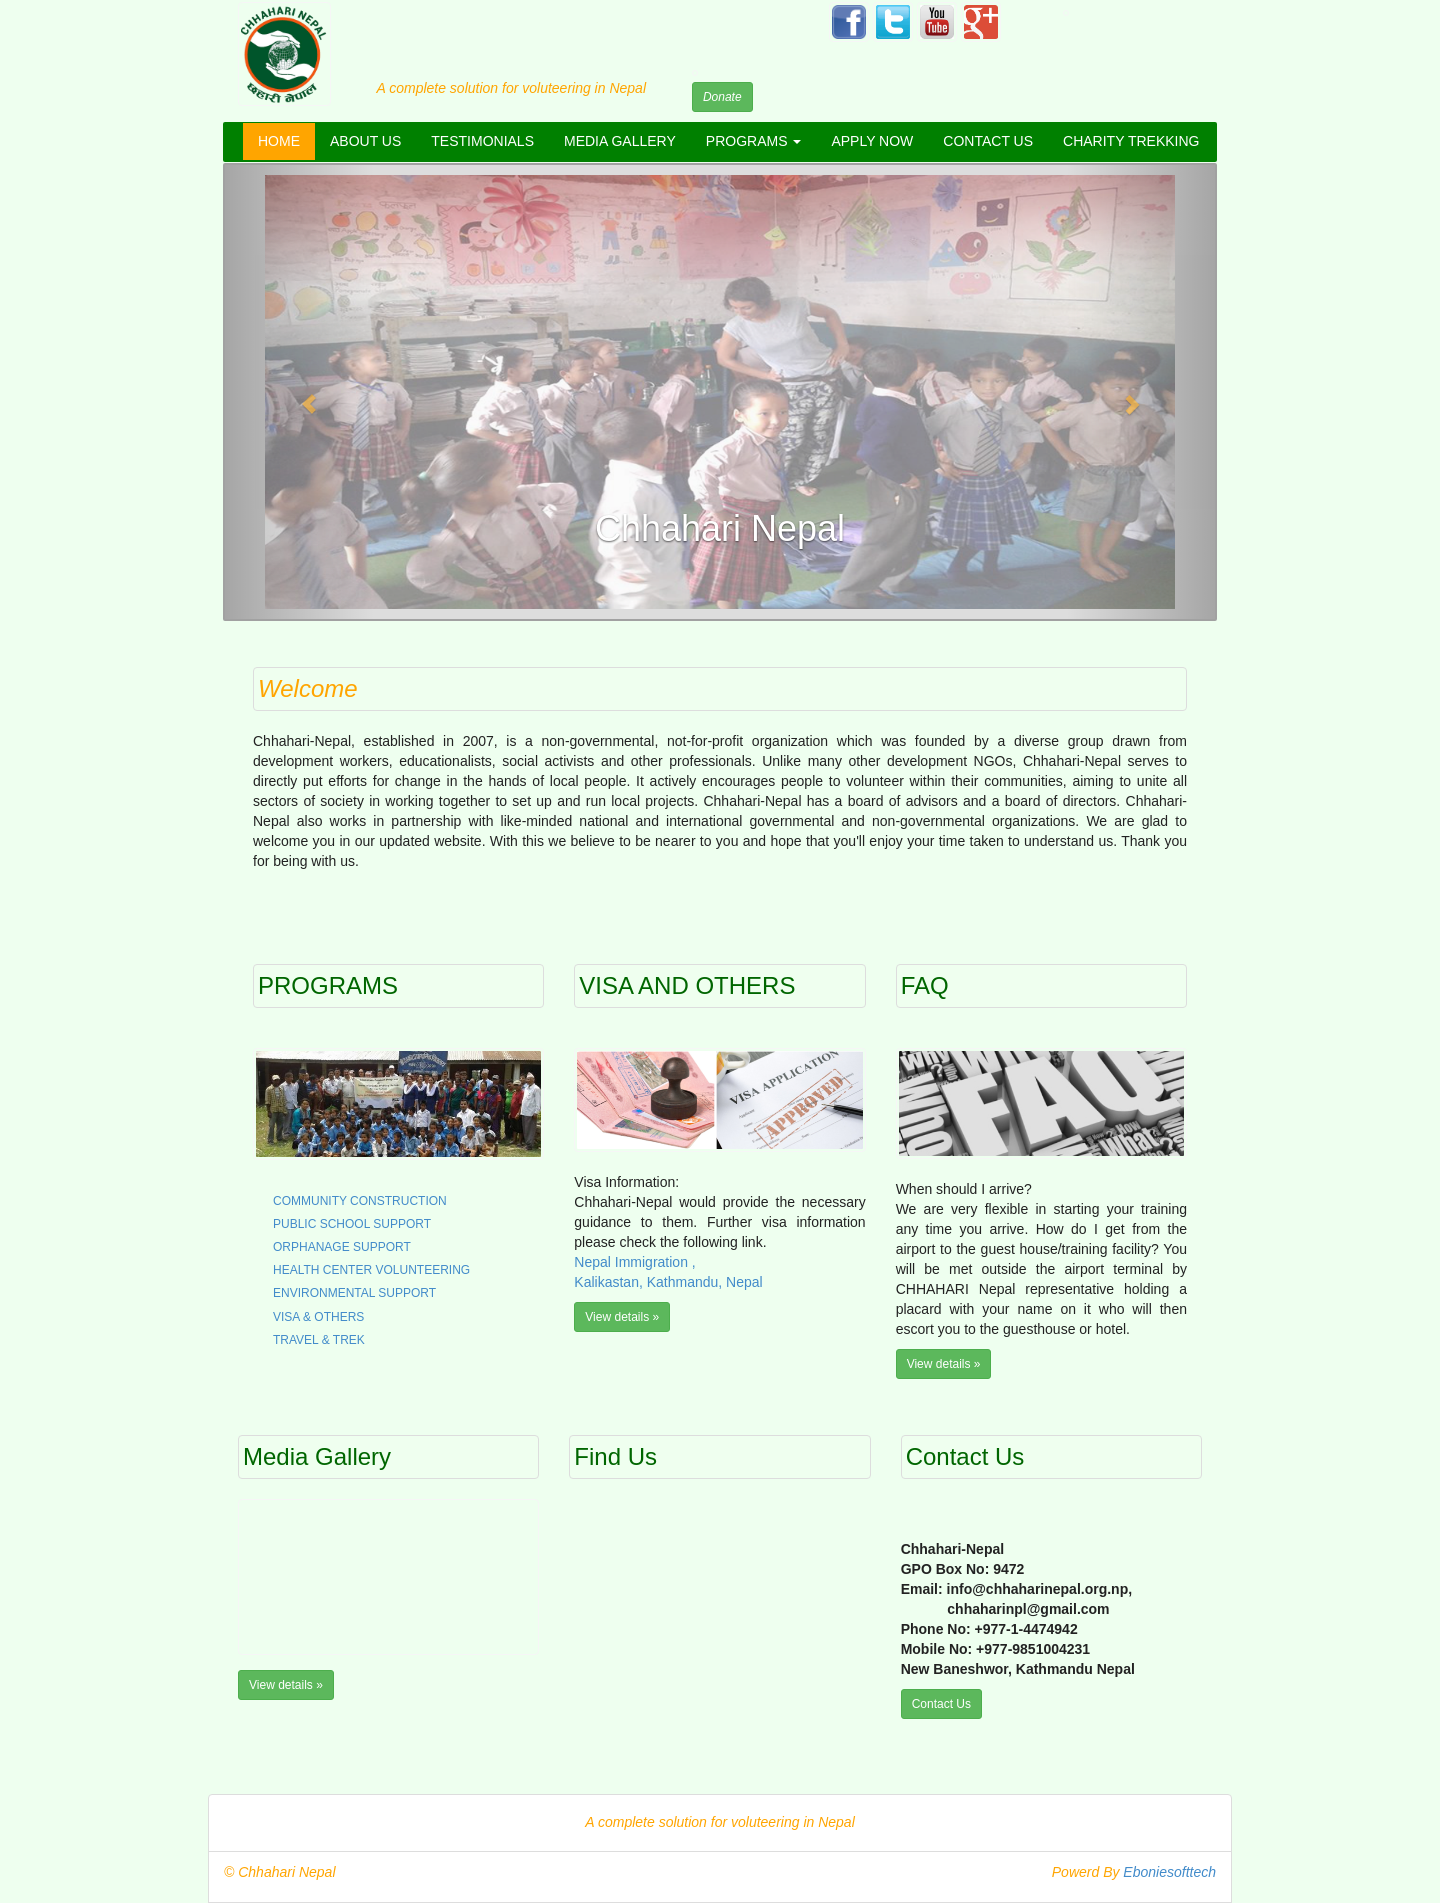 CHHAHARI NEPAL
छहारी नेपाल
A complete solution for voluteering in Nepal
Donate
HOME ABOUT US TESTIMONIALS MEDIA GALLERY PROGRAMS APPLY NOW CONTACT US CHARITY TREKKING
Chhahari Nepal
Welcome
Chhahari-Nepal, established in 2007, is a non-governmental, not-for-profit organization which was founded by a diverse group drawn from
development workers, educationalists, social activists and other professionals. Unlike many other development NGOs, Chhahari-Nepal serves to
directly put efforts for change in the hands of local people. It actively encourages people to volunteer within their communities, aiming to unite all
sectors of society in working together to set up and run local projects. Chhahari-Nepal has a board of advisors and a board of directors. Chhahari-
Nepal also works in partnership with like-minded national and international governmental and non-governmental organizations. We are glad to
welcome you in our updated website. With this we believe to be nearer to you and hope that you'll enjoy your time taken to understand us. Thank you
for being with us.
PROGRAMS
COMMUNITY CONSTRUCTION
PUBLIC SCHOOL SUPPORT
ORPHANAGE SUPPORT
HEALTH CENTER VOLUNTEERING
ENVIRONMENTAL SUPPORT
VISA & OTHERS
TRAVEL & TREK
VISA AND OTHERS
VISA APPLICATION
APPROVED
Visa Information:
Chhahari-Nepal would provide the necessary
guidance to them. Further visa information
please check the following link.
Nepal Immigration ,
Kalikastan, Kathmandu, Nepal
View details »
FAQ
FAQ
When should I arrive?
We are very flexible in starting your training
any time you arrive. How do I get from the
airport to the guest house/training facility? You
will be met outside the airport terminal by
CHHAHARI Nepal representative holding a
placard with your name on it who will then
escort you to the guesthouse or hotel.
View details »
Media Gallery
View details »
Find Us
Contact Us
Chhahari-Nepal
GPO Box No: 9472
Email: info@chhaharinepal.org.np,
chhaharinpl@gmail.com
Phone No: +977-1-4474942
Mobile No: +977-9851004231
New Baneshwor, Kathmandu Nepal
Contact Us
A complete solution for voluteering in Nepal
© Chhahari Nepal
Powerd By Eboniesofttech